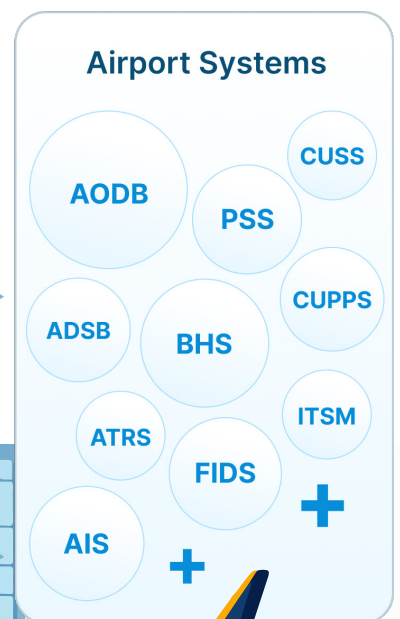 Airport Systems
CUSS
AODB
PSS
CUPPS
ADSB
BHS
ITSM
ATRS
FIDS
AIS
+
+